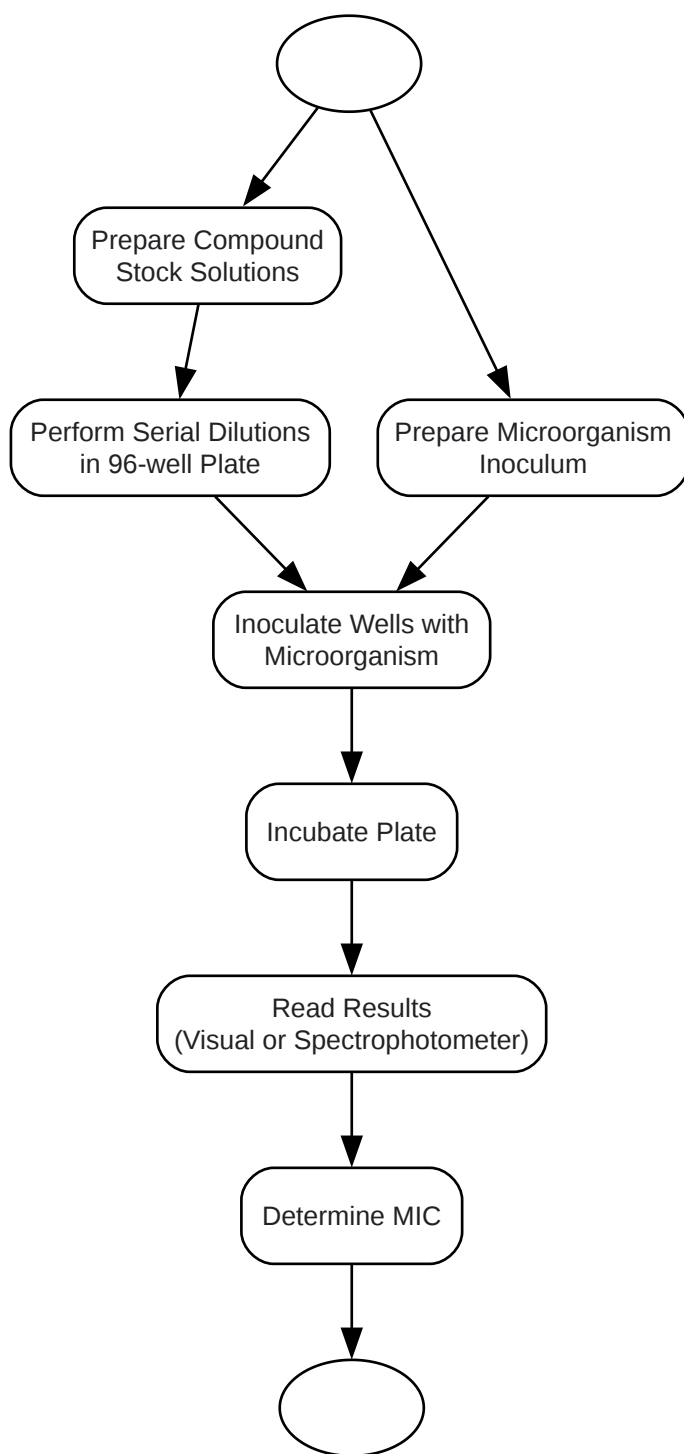 Prepare Compound
Stock Solutions
Perform Serial Dilutions
in 96-well Plate
Prepare Microorganism
Inoculum
Inoculate Wells with
Microorganism
Incubate Plate
Read Results
(Visual or Spectrophotometer)
Determine MIC